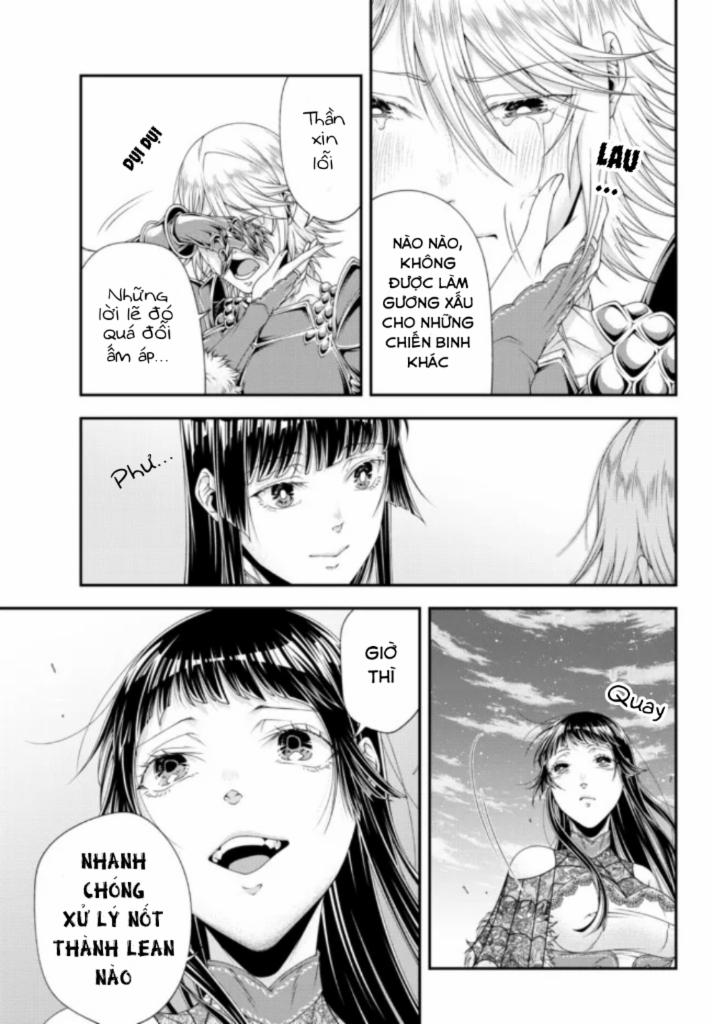 LAU
...
NÀO NÀO,
KHÔNG
ĐƯỢC LÀM
GƯƠNG XẤU
CHO NHỮNG
CHIẾN BINH
KHÁC
Thần
xin
lỗi
DỤI DỤI
Những
lời lẽ đó
quá đỗi
ấm áp...
Phư...
Quay
GIỜ
THÌ
NHANH
CHÓNG
XỬ LÝ NỐT
THÀNH LEAN
NÀO